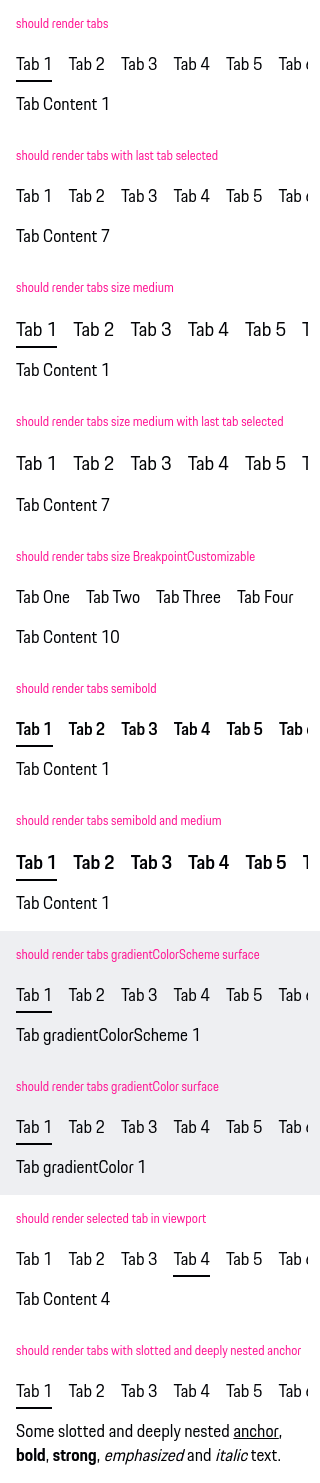 should render tabs
Tab 1 Tab 2 Tab 3 Tab 4 Tab 5 Tab
Tab Content 1
should render tabs with last tab selected
Tab 1 Tab 2 Tab 3 Tab 4 Tab 5 Tab
Tab Content 7
should render tabs size medium
Tab 1 Tab 2 Tab 3 Tab 4 Tab 5
Tab Content 1
should render tabs size medium with last tab selected
Tab 1 Tab 2 Tab 3 Tab 4 Tab 5
Tab Content 7
should render tabs size BreakpointCustomizable
Tab One Tab Two Tab Three Tab Four
Tab Content 10
should render tabs semibold
Tab 1 Tab 2 Tab 3 Tab 4 Tab 5 Tab
Tab Content 1
should render tabs semibold and medium
Tab 1 Tab 2 Tab 3 Tab 4 Tab 5
Tab Content 1
should render tabs gradientColorScheme surface
Tab 1 Tab 2 Tab 3 Tab 4 Tab 5 Tab
Tab gradientColorScheme 1
should render tabs gradientColor surface
Tab 1 Tab 2 Tab 3 Tab 4 Tab 5 Tab
Tab gradientColor 1
should render selected tab in viewport
Tab 1 Tab 2 Tab 3 Tab 4 Tab 5 Tab
Tab Content 4
should render tabs with slotted and deeply nested anchor
Tab 1 Tab 2 Tab 3 Tab 4 Tab 5 Tab
Some slotted and deeply nested anchor,
bold, strong, emphasized and italic text.